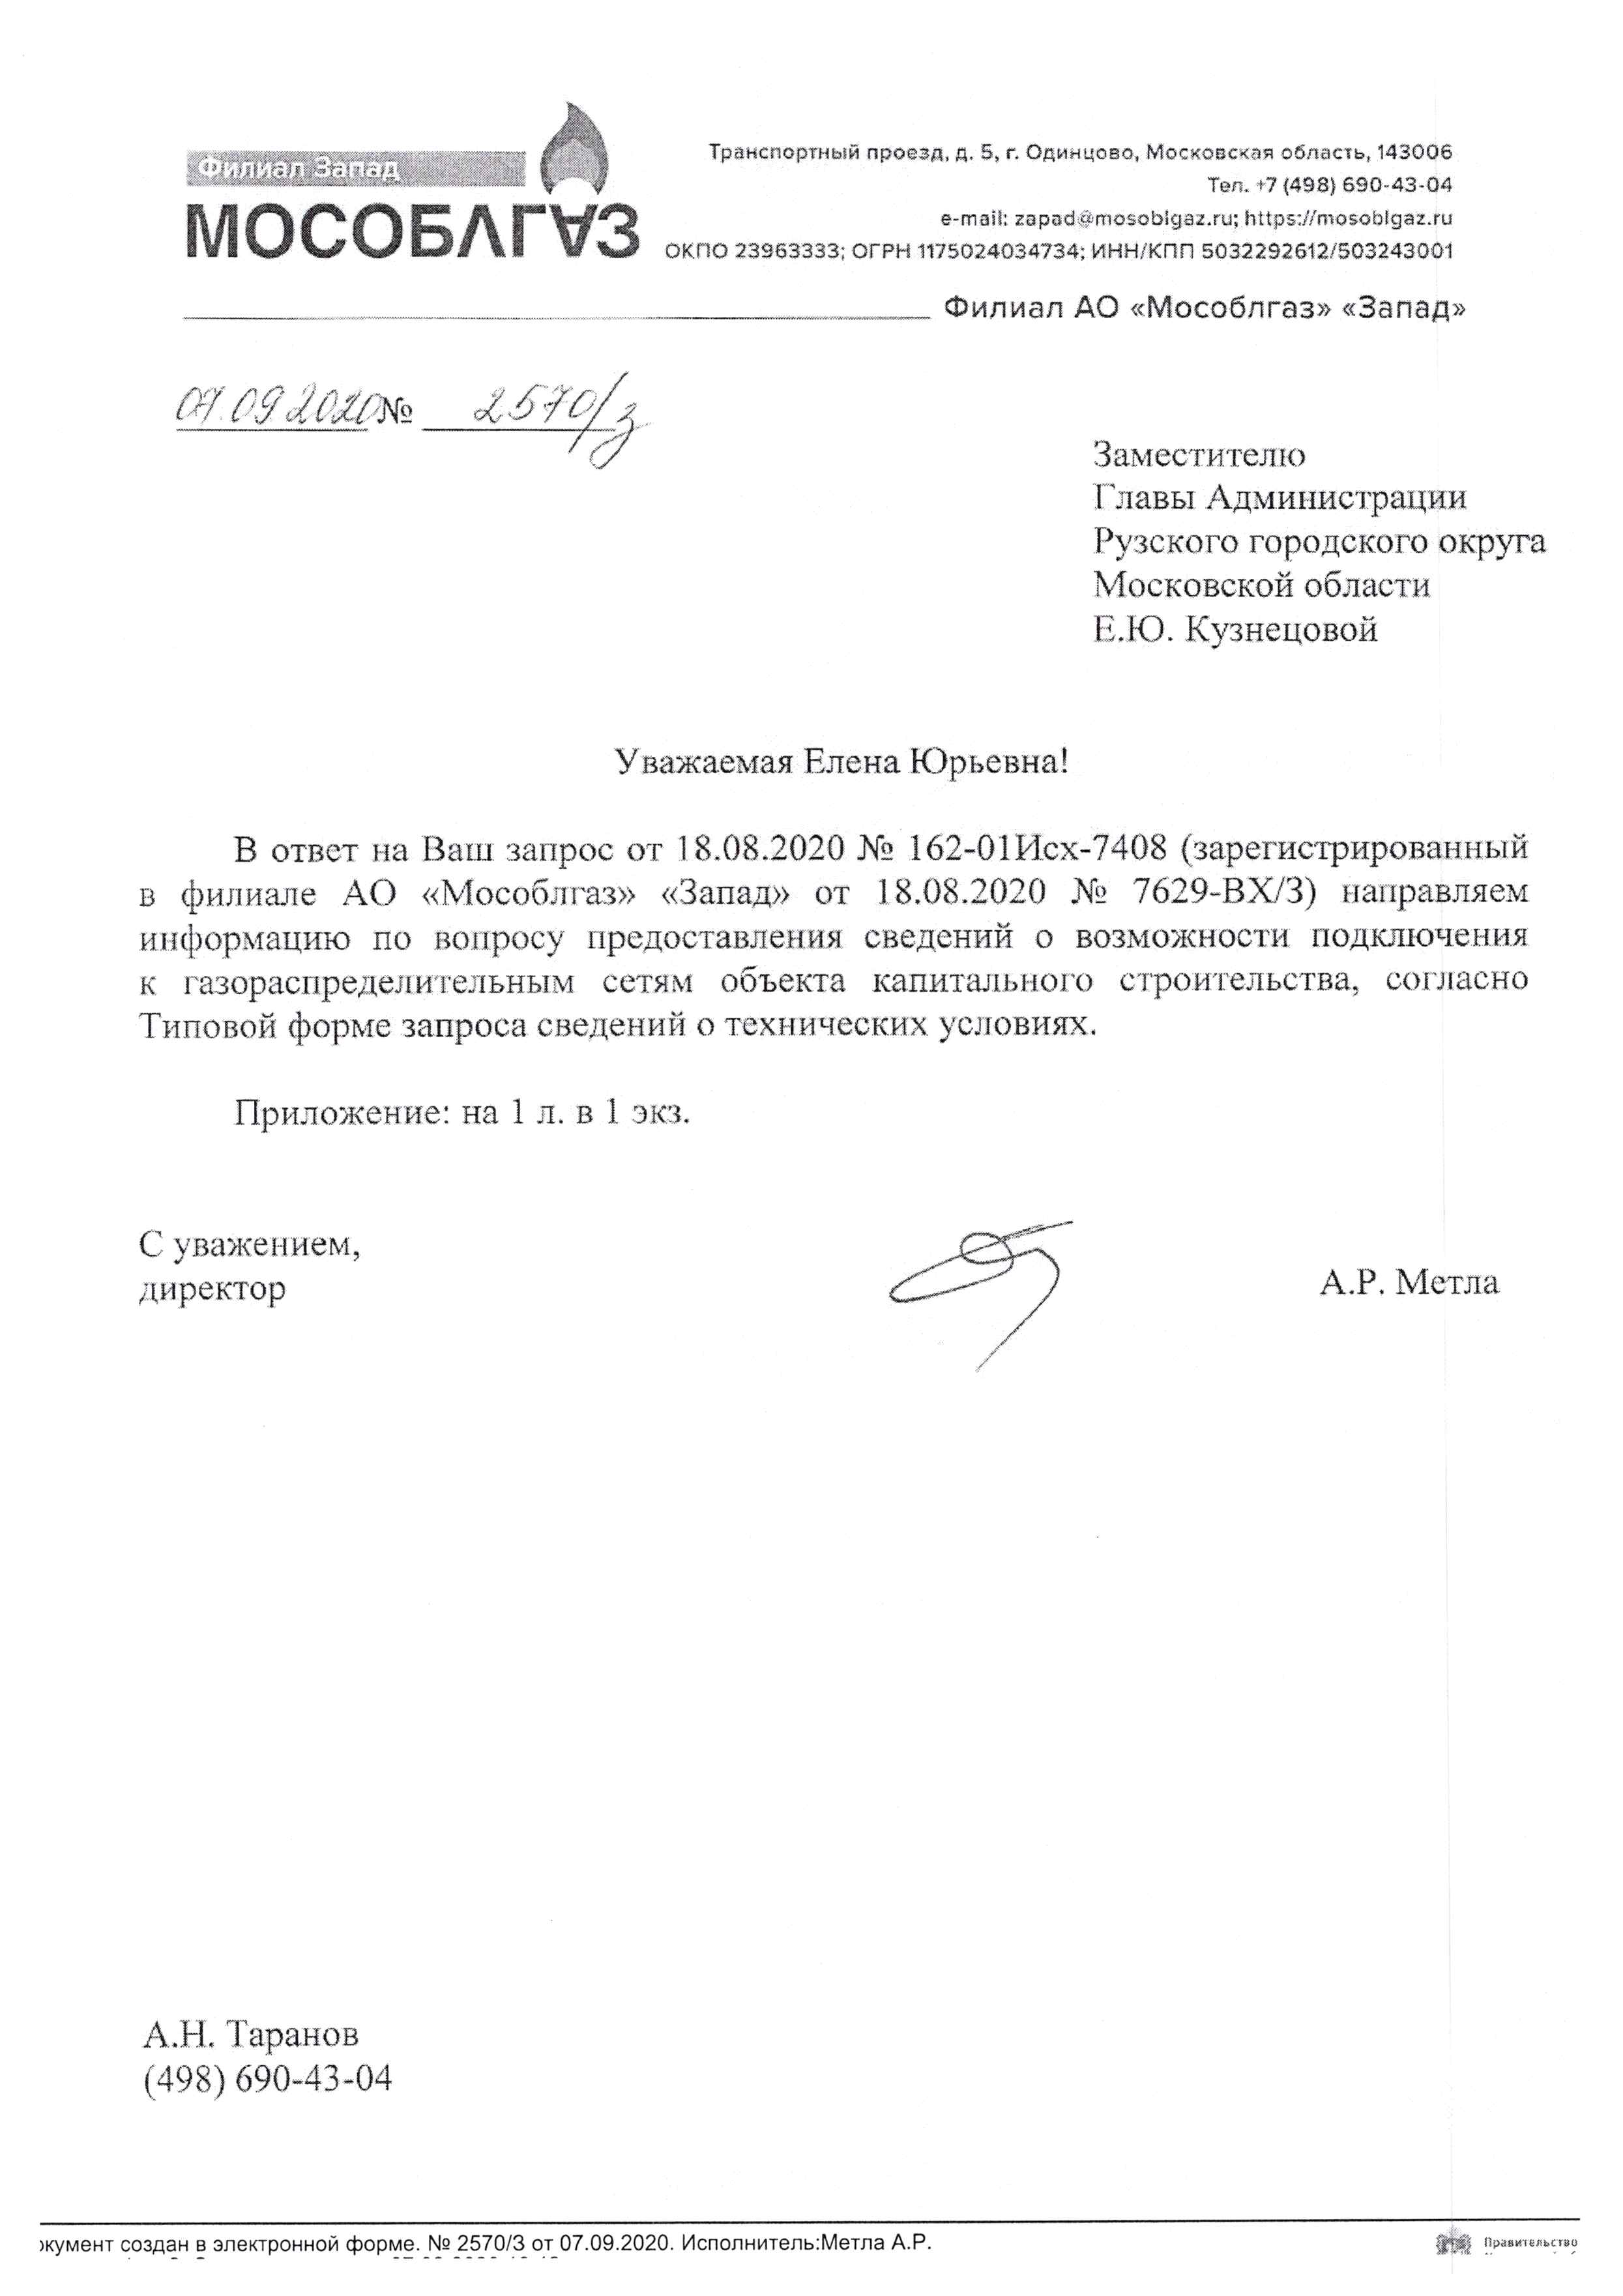 Филиал Запад
МОСОБЛГАЗ
Транспортный проезд, д. 5, г. Одинцово, Московская область, 143006
Тел. +7 (498) 690-43-04
e-mail: zapad@mosoblgaz.ru; https://mosoblgaz.ru
ОКПО 23963333; ОГРН 1175024034734; ИНН/КПП 5032292612/503243001
Филиал АО «Мособлгаз» «Запад»
07.09.2020 № 2570/з
Заместителю
Главы Администрации
Рузского городского округа
Московской области
Е.Ю. Кузнецовой
Уважаемая Елена Юрьевна!
В ответ на Ваш запрос от 18.08.2020 № 162-01Исх-7408 (зарегистрированный
в филиале АО «Мособлгаз» «Запад» от 18.08.2020 № 7629-ВХ/З) направляем
информацию по вопросу предоставления сведений о возможности подключения
к газораспределительным сетям объекта капитального строительства, согласно
Типовой форме запроса сведений о технических условиях.
Приложение: на 1 л. в 1 экз.
С уважением,
директор
А.Р. Метла
А.Н. Таранов
(498) 690-43-04
окумент создан в электронной форме. № 2570/З от 07.09.2020. Исполнитель:Метла А.Р.
Правительство